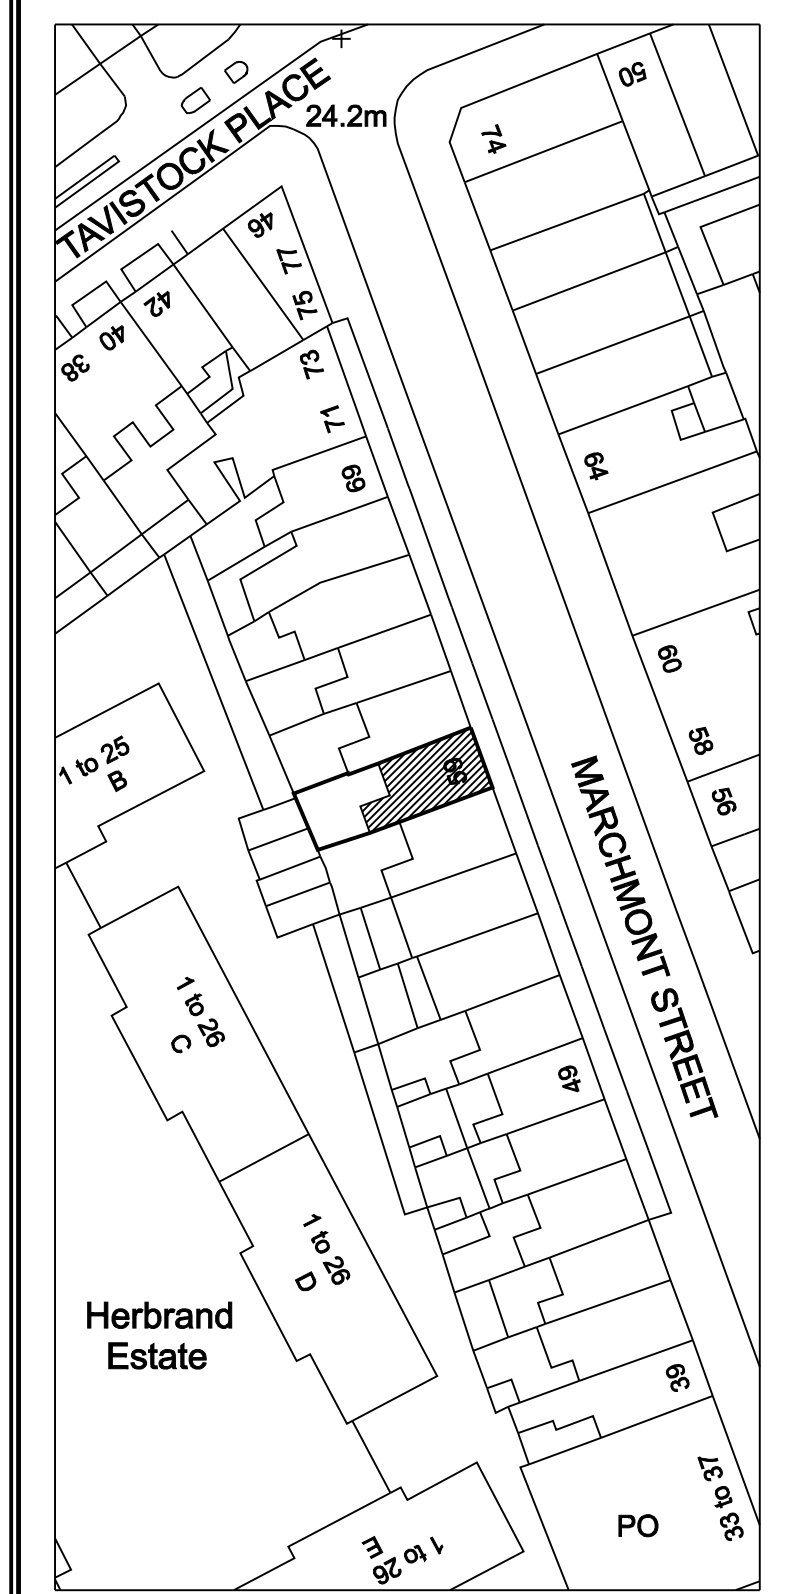 TAVISTOCK PLACE
24.2m
50
74
46
77
75
42
40
38
73
71
69
64
60
58
56
1 to 25
B
59
MARCHMONT STREET
1 to 26
C
49
1 to 26
D
Herbrand
Estate
39
33 to 37
PO
1 to 26
E